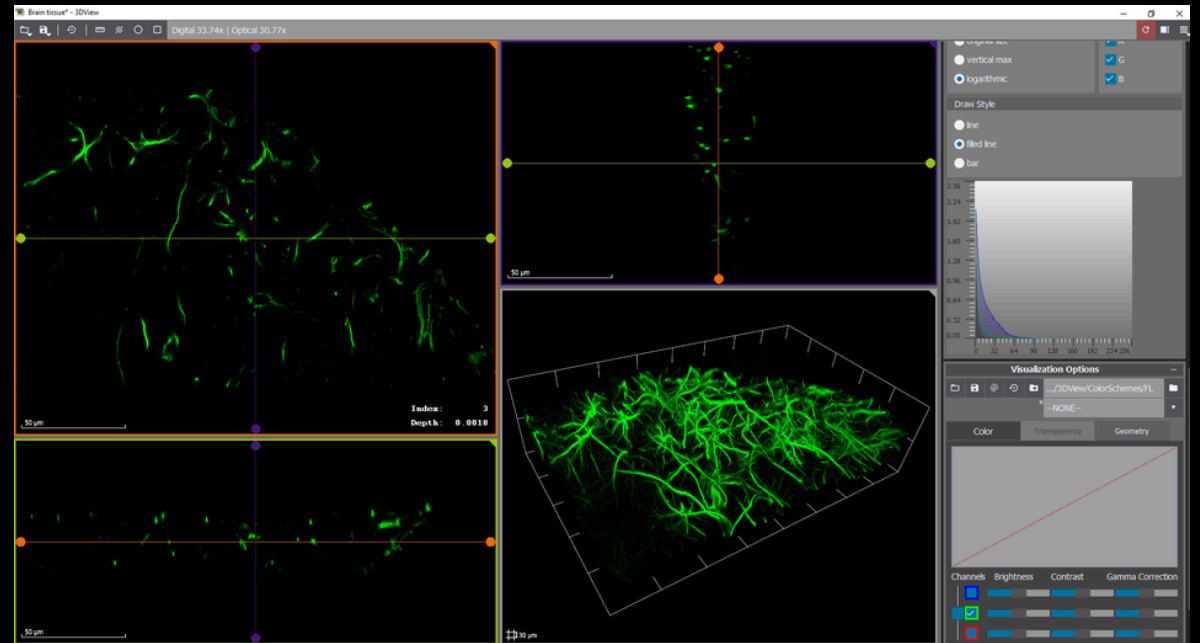 Brain tissue* - 3DView
Digital 33.74x | Optical 30.77x
50 µm
Index: 3
Depth: 0.0018
50 µm
50 µm
30 µm
original size
R
vertical max
G
logarithmic
B
Draw Style
line
filled line
bar
2.56
2.24
1.92
1.60
1.28
0.96
0.64
0.32
0.00
0 32 64 96 128 160 192 224 256
Visualization Options
.../3DView/ColorSchemes/FL
--NONE--
Color Transparency Geometry
Channels Brightness Contrast Gamma Correction